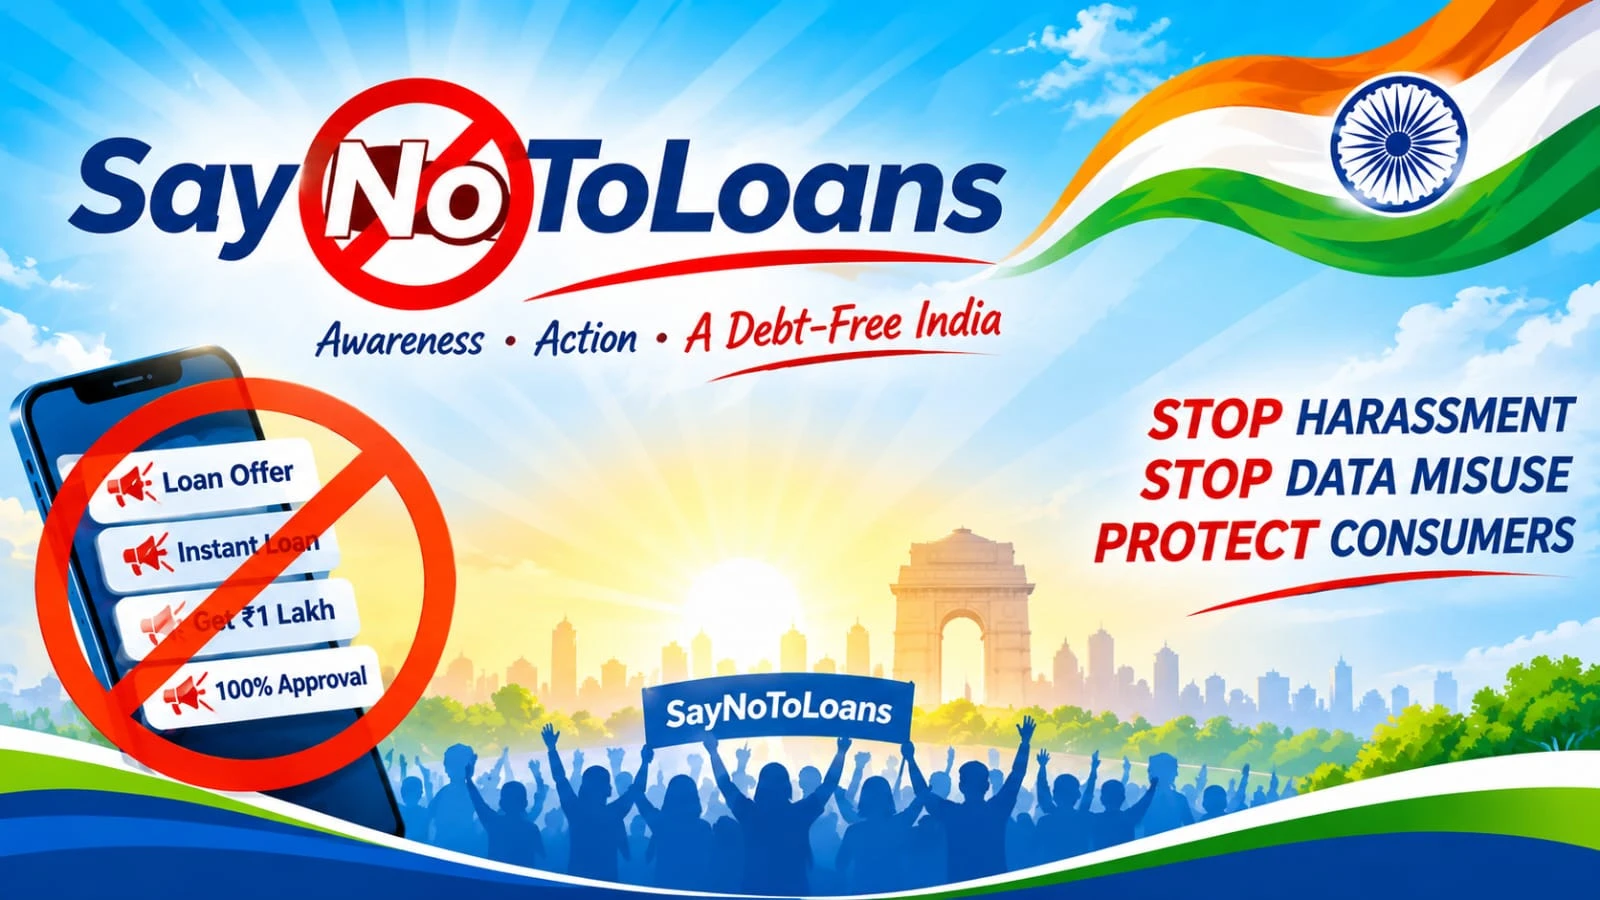 SayNoToLoans
Awareness • Action • A Debt-Free India
Loan Offer
Instant Loan
Get ₹1 Lakh
100% Approval
STOP HARASSMENT
STOP DATA MISUSE
PROTECT CONSUMERS
SayNoToLoans